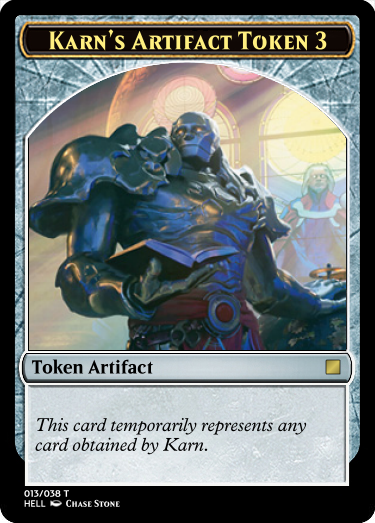 Karn's Artifact Token 3
Token Artifact
This card temporarily represents any
card obtained by Karn.
013/038 T
HELL Chase Stone